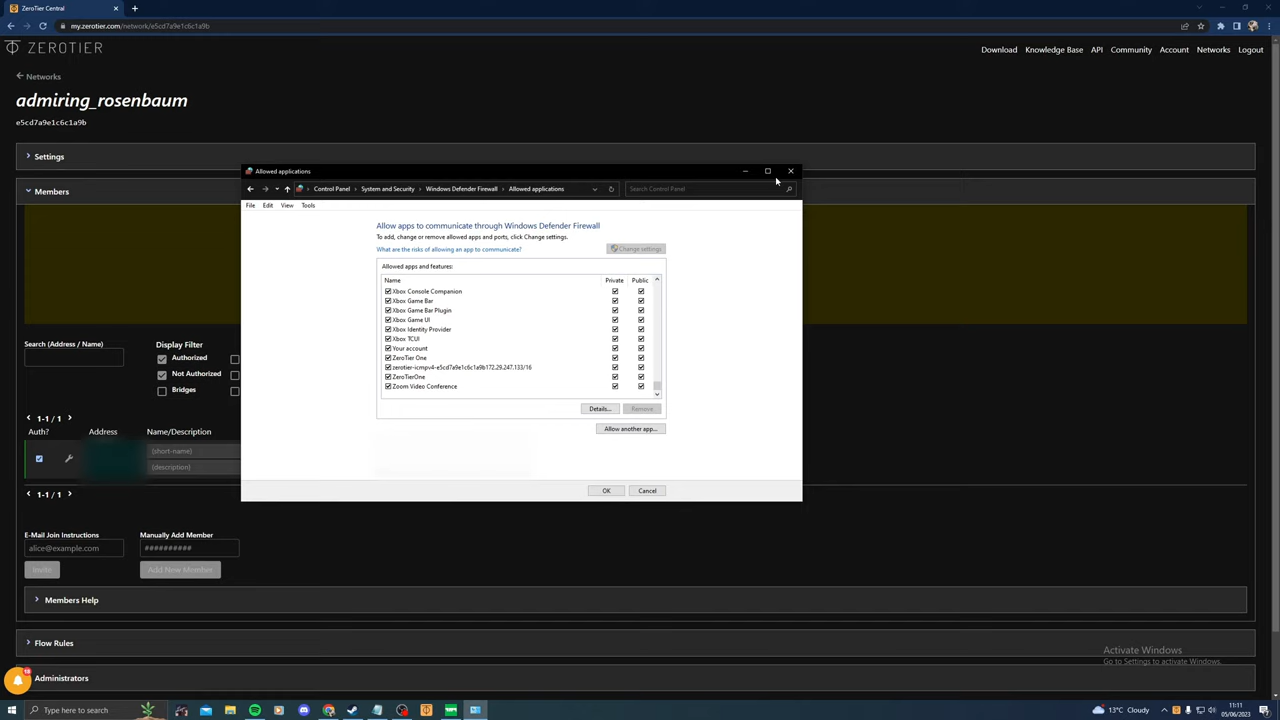 ZeroTier Central
my.zerotier.com/network/e5cd7a9e1c6c1a9b
ZEROTIER
Download Knowledge Base API Community Account Networks Logout
Networks
admiring_rosenbaum
e5cd7a9e1c6c1a9b
Settings
Members
Allowed applications
Control Panel > System and Security > Windows Defender Firewall > Allowed applications
Search Control Panel
File Edit View Tools
Allow apps to communicate through Windows Defender Firewall
To add, change or remove allowed apps and ports, click Change settings.
What are the risks of allowing an app to communicate?
Change settings
Allowed apps and features:
Name Private Public
Xbox Console Companion
Xbox Game Bar
Xbox Game Bar Plugin
Xbox Game UI
Xbox Identity Provider
Xbox TCUI
Your account
ZeroTier One
zerotier-icmpv4-e5cd7a9e1c6c1a9b172.29.247.133/16
ZeroTierOne
Zoom Video Conference
Details...
Remove
Allow another app...
OK
Cancel
Search (Address / Name)
Display Filter
Authorized
Not Authorized
Bridges
1-1 / 1
Auth? Address Name/Description
(short-name)
(description)
1-1 / 1
E-Mail Join Instructions
alice@example.com
Invite
Manually Add Member
##########
Add New Member
Members Help
Flow Rules
Administrators
Activate Windows
Go to Settings to activate Windows.
Type here to search
13°C Cloudy
11:11
05/06/2023